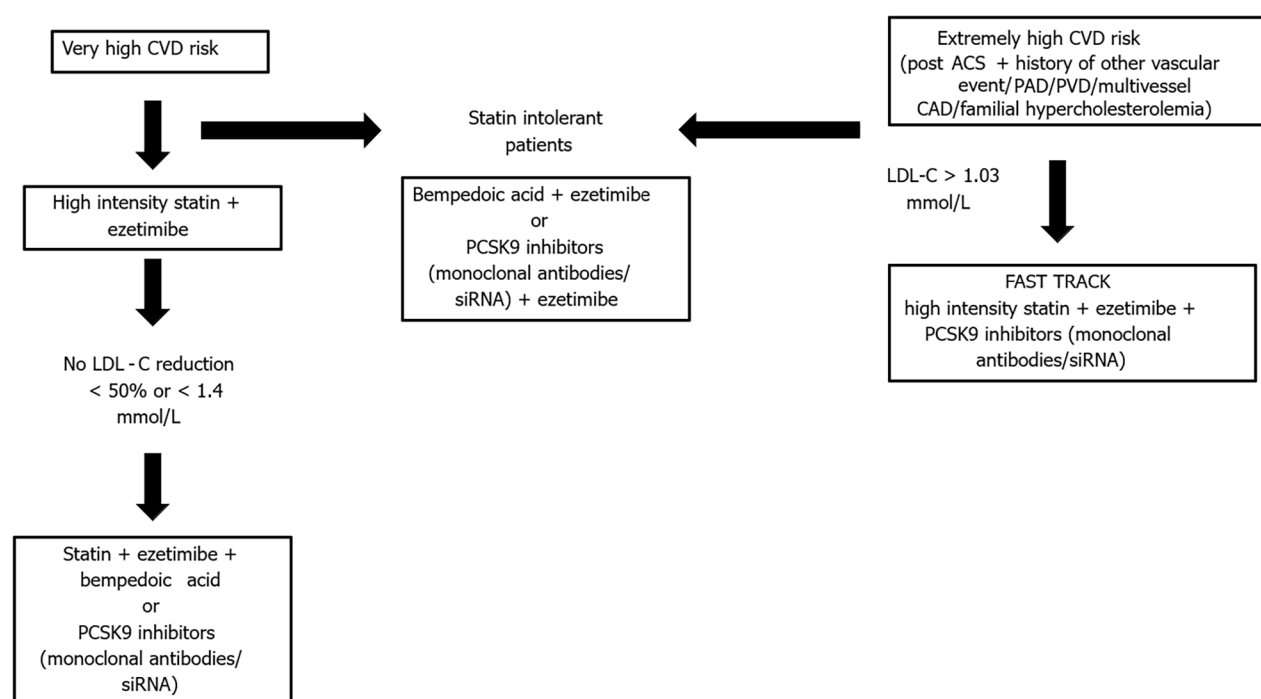 Very high CVD risk
High intensity statin +
ezetimibe
No LDL-C reduction
< 50% or < 1.4
mmol/L
Statin + ezetimibe +
bempedoic acid
or
PCSK9 inhibitors
(monoclonal antibodies/
siRNA)
Statin intolerant
patients
Bempedoic acid + ezetimibe
or
PCSK9 inhibitors
(monoclonal antibodies/
siRNA) + ezetimibe
Extremely high CVD risk
(post ACS + history of other vascular
event/PAD/PVD/multivessel
CAD/familial hypercholesterolemia)
LDL-C > 1.03
mmol/L
FAST TRACK
high intensity statin + ezetimibe +
PCSK9 inhibitors (monoclonal
antibodies/siRNA)